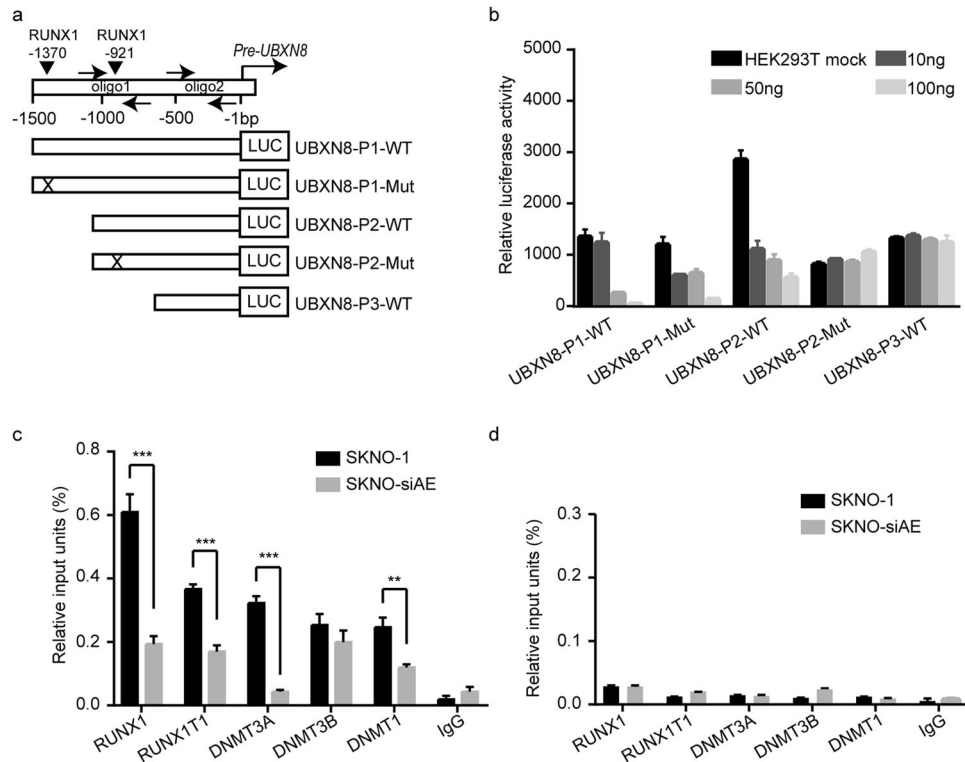 a
RUNX1 RUNX1
-1370 -921
Pre-UBXN8
oligo1 oligo2
-1500 -1000 -500 -1bp
LUC UBXN8-P1-WT
X LUC UBXN8-P1-Mut
LUC UBXN8-P2-WT
X LUC UBXN8-P2-Mut
LUC UBXN8-P3-WT
b
Relative luciferase activity
5000
4000
3000
2000
1000
0
HEK293T mock 10ng
50ng 100ng
UBXN8-P1-WT UBXN8-P1-Mut UBXN8-P2-WT UBXN8-P2-Mut UBXN8-P3-WT
c
Relative input units (%)
0.8
0.6
0.4
0.2
0.0
SKNO-1
SKNO-siAE
*** *** *** **
RUNX1 RUNX1T1 DNMT3A DNMT3B DNMT1 IgG
d
Relative input units (%)
0.3
0.2
0.1
0.0
SKNO-1
SKNO-siAE
RUNX1 RUNX1T1 DNMT3A DNMT3B DNMT1 IgG